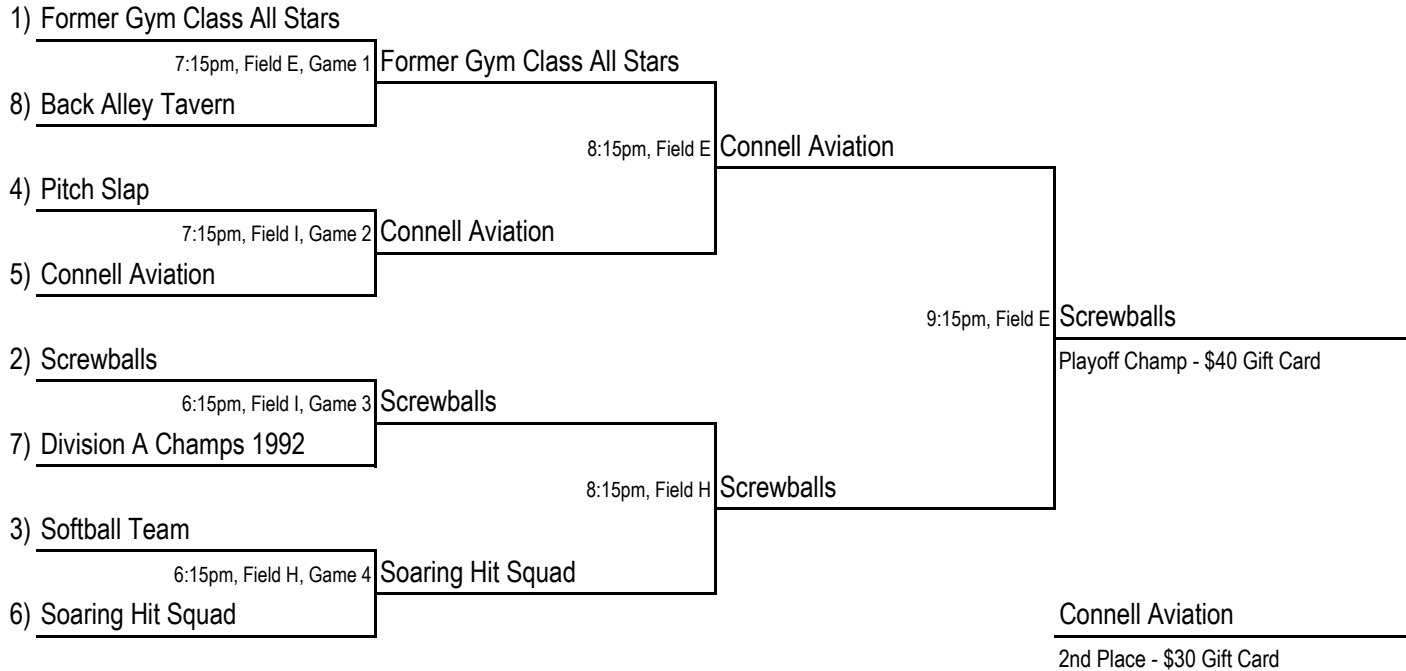 1) Former Gym Class All Stars
7:15pm, Field E, Game 1
Former Gym Class All Stars
8) Back Alley Tavern
8:15pm, Field E
Connell Aviation
4) Pitch Slap
7:15pm, Field I, Game 2
Connell Aviation
5) Connell Aviation
9:15pm, Field E
Screwballs
Playoff Champ - $40 Gift Card
2) Screwballs
6:15pm, Field I, Game 3
Screwballs
7) Division A Champs 1992
8:15pm, Field H
Screwballs
3) Softball Team
6:15pm, Field H, Game 4
Soaring Hit Squad
6) Soaring Hit Squad
Connell Aviation
2nd Place - $30 Gift Card